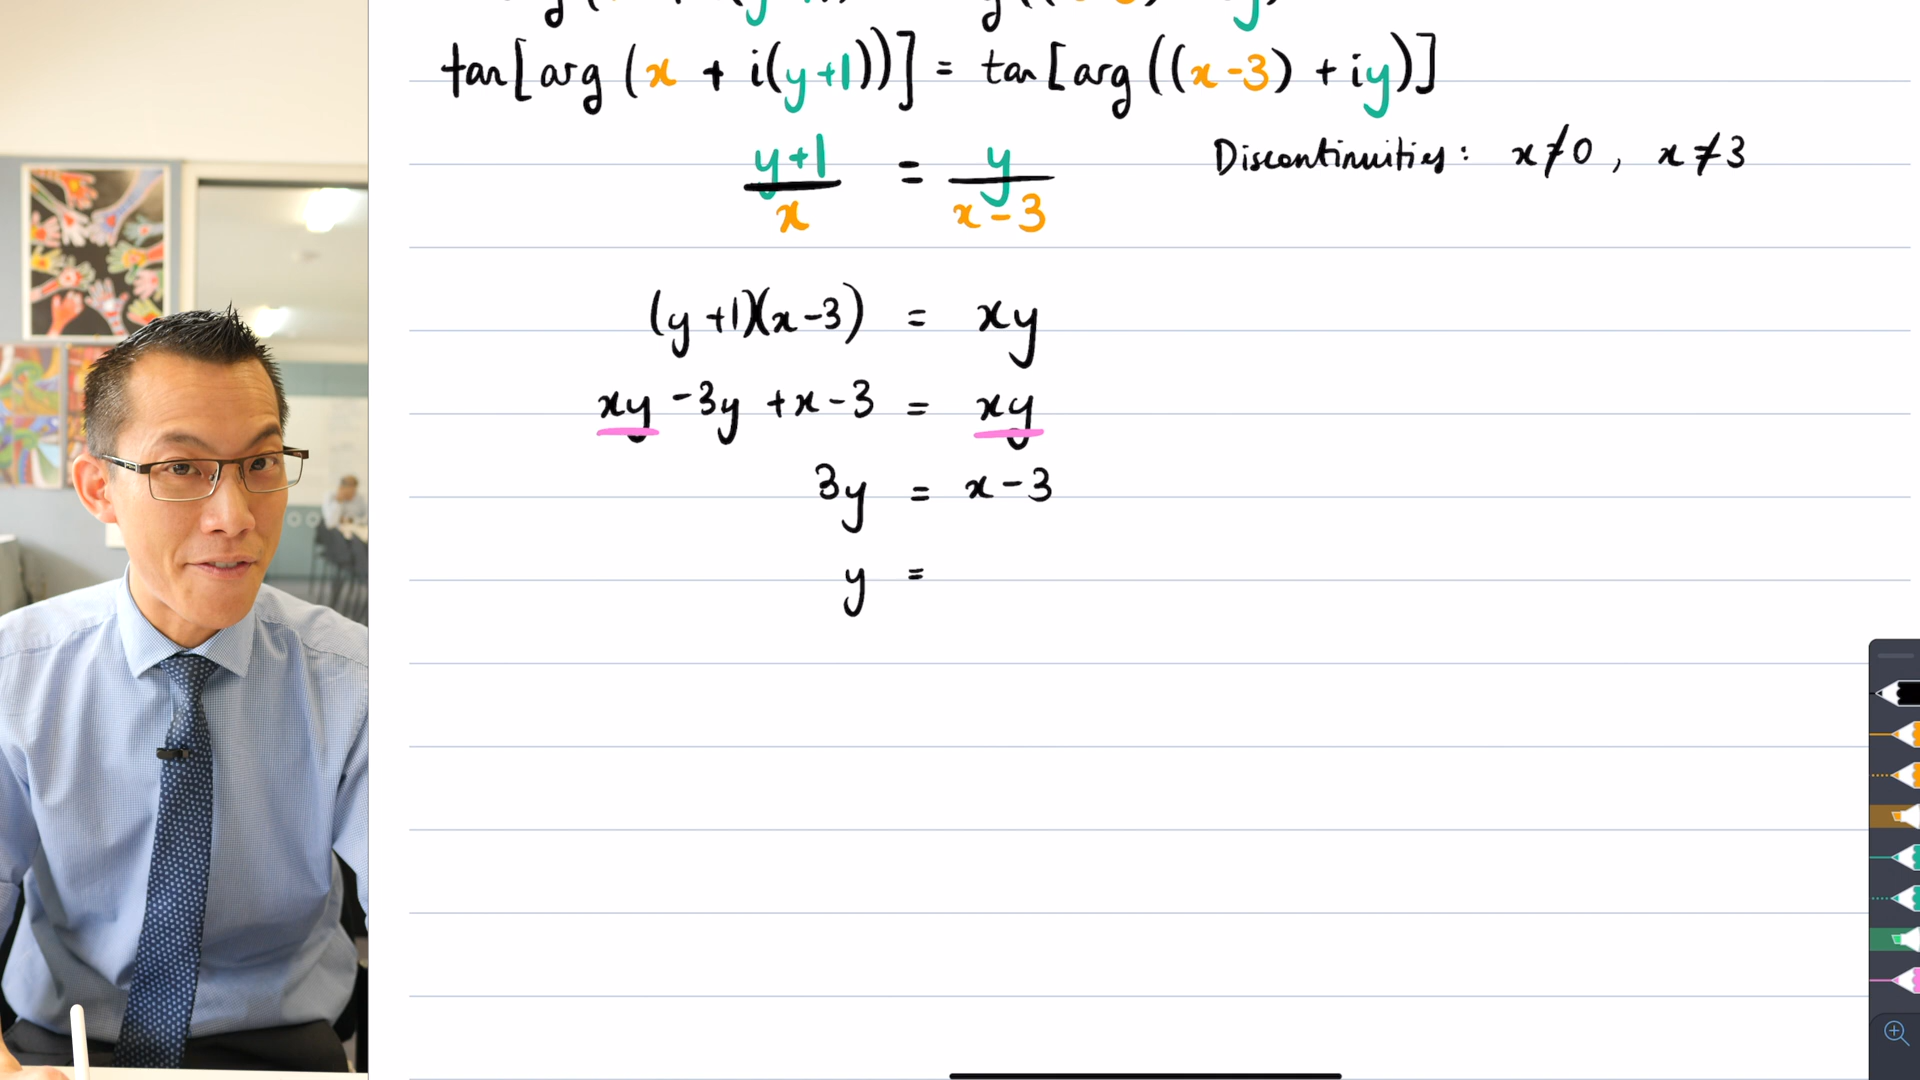 tan[arg(x + i(y+1))] = tan[arg((x-3) + iy)]
y+1/x = y/x-3 Discontinuities: x≠0, x≠3
(y+1)(x-3) = xy
xy -3y +x-3 = xy
3y = x-3
y =